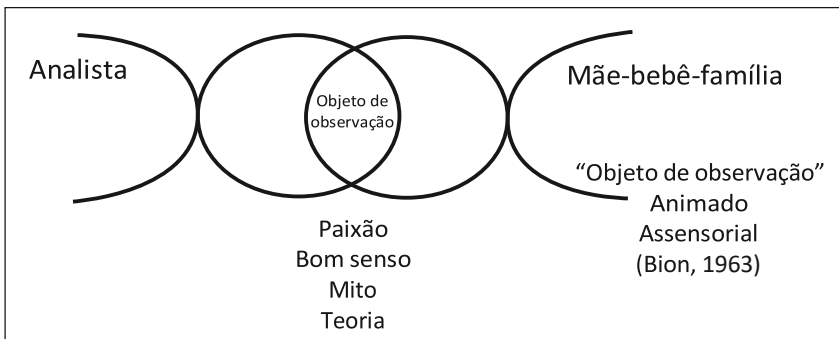 Analista
Mãe-bebê-família
Objeto de
observação
“Objeto de observação”
Animado
Assensorial
(Bion, 1963)
Paixão
Bom senso
Mito
Teoria